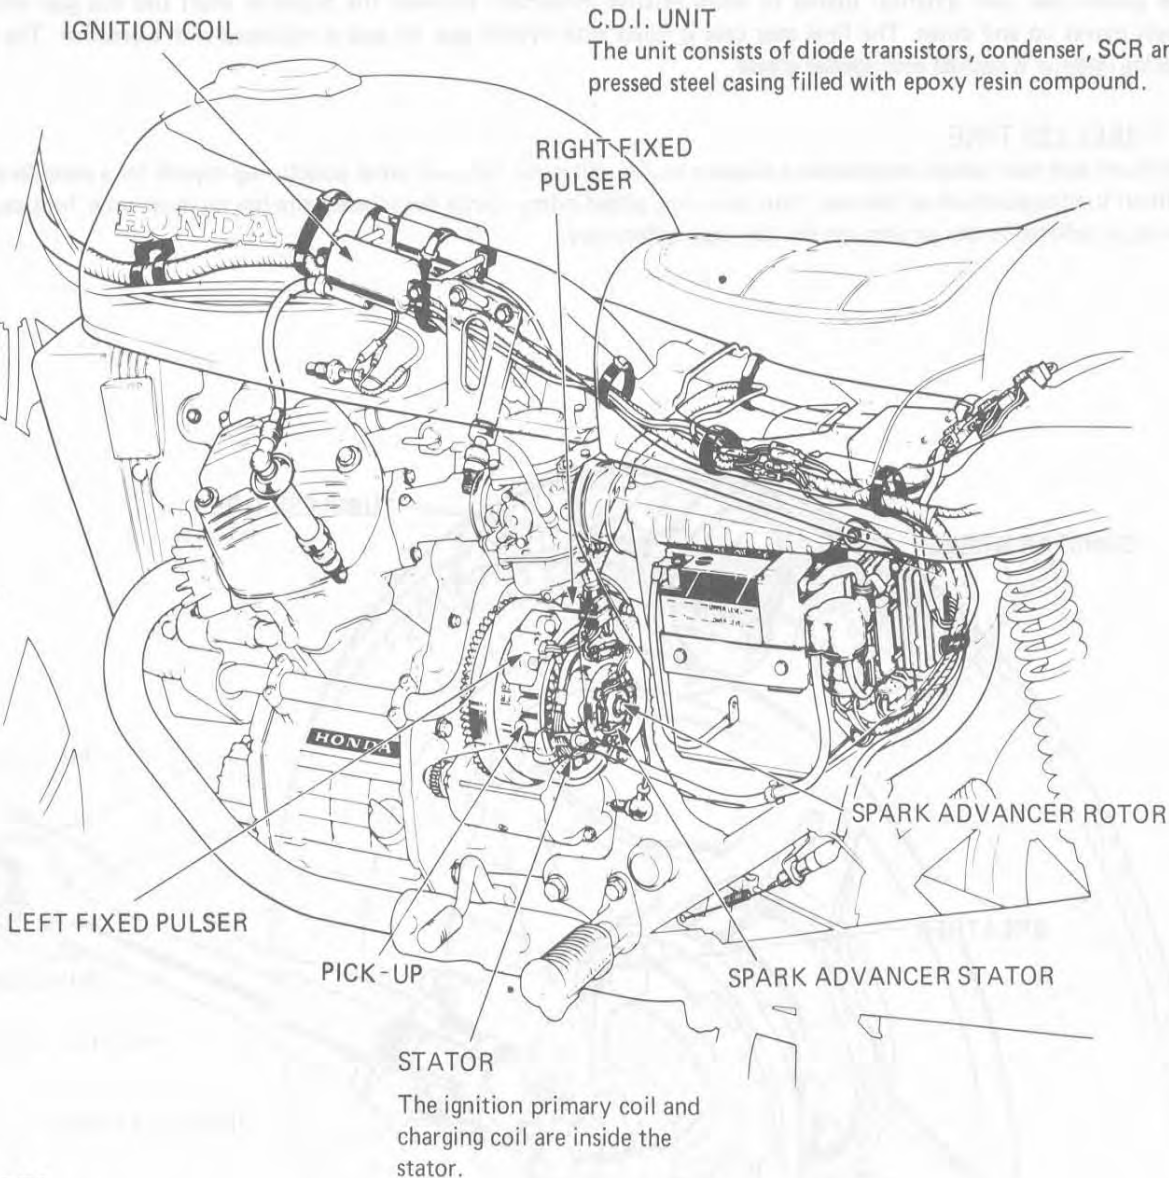 IGNITION COIL
C.D.I. UNIT
The unit consists of diode transistors, condenser, SCR
pressed steel casing filled with epoxy resin compound.
RIGHT FIXED
PULSER
HONDA
UPPER LEVEL
HONDA
SPARK ADVANCER ROTOR
LEFT FIXED PULSER
PICK-UP
SPARK ADVANCER STATOR
STATOR
The ignition primary coil and
charging coil are inside the
stator.